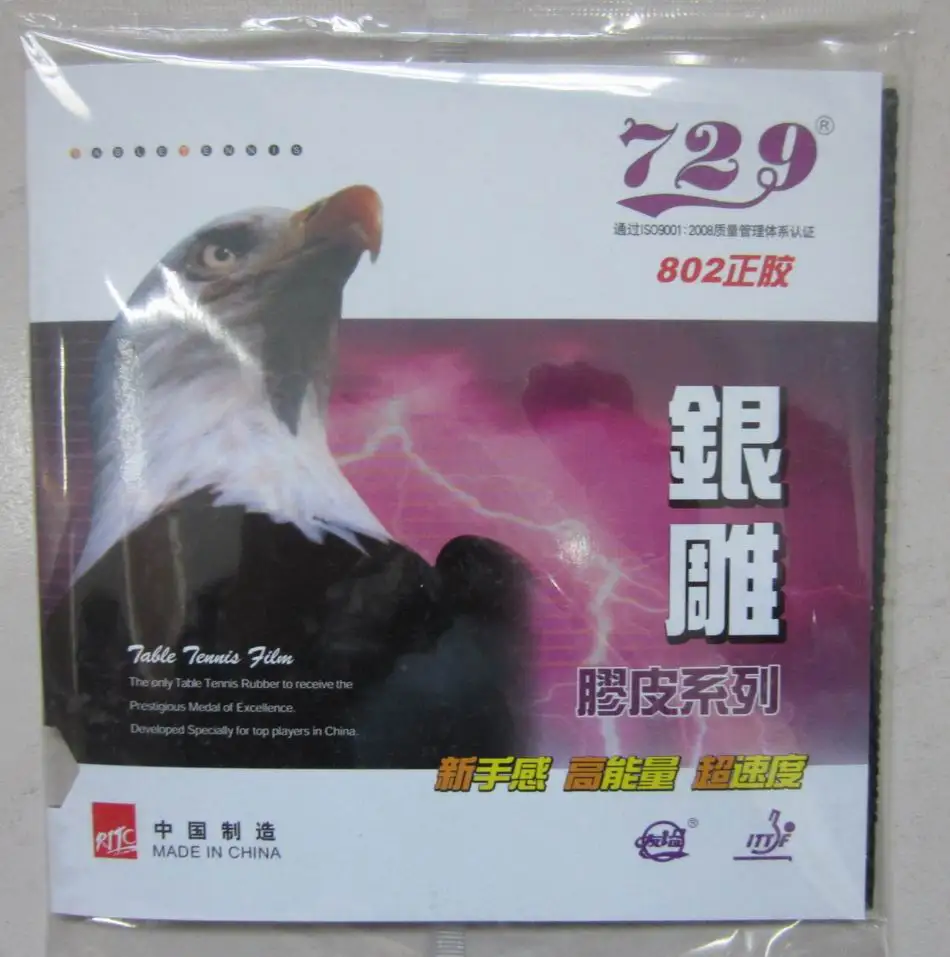 TABLE TENNIS
729®
通过ISO9001:2008质量管理体系认证
802正胶
銀
雕
膠皮系列
Table Tennis Film
The only Table Tennis Rubber to receive the
Prestigious Medal of Excellence.
Developed Specially for top players in China.
新手感 高能量 超速度
RITC
中国制造
MADE IN CHINA
®
ITTF